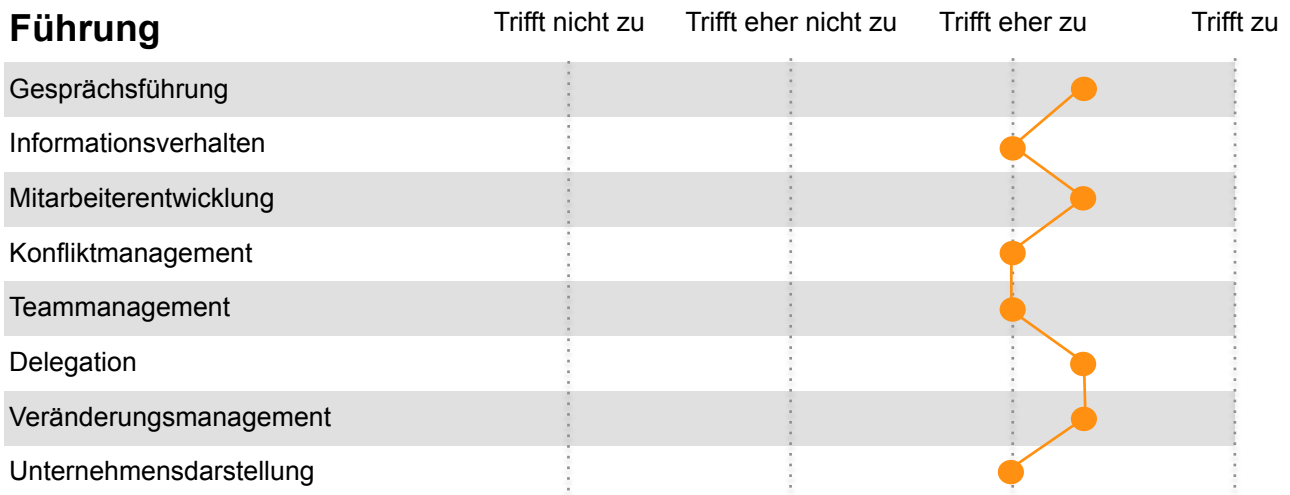 Führung Trifft nicht zu Trifft eher nicht zu Trifft eher zu Trifft zu
Gesprächsführung
Informationsverhalten
Mitarbeiterentwicklung
Konfliktmanagement
Teammanagement
Delegation
Veränderungsmanagement
Unternehmensdarstellung